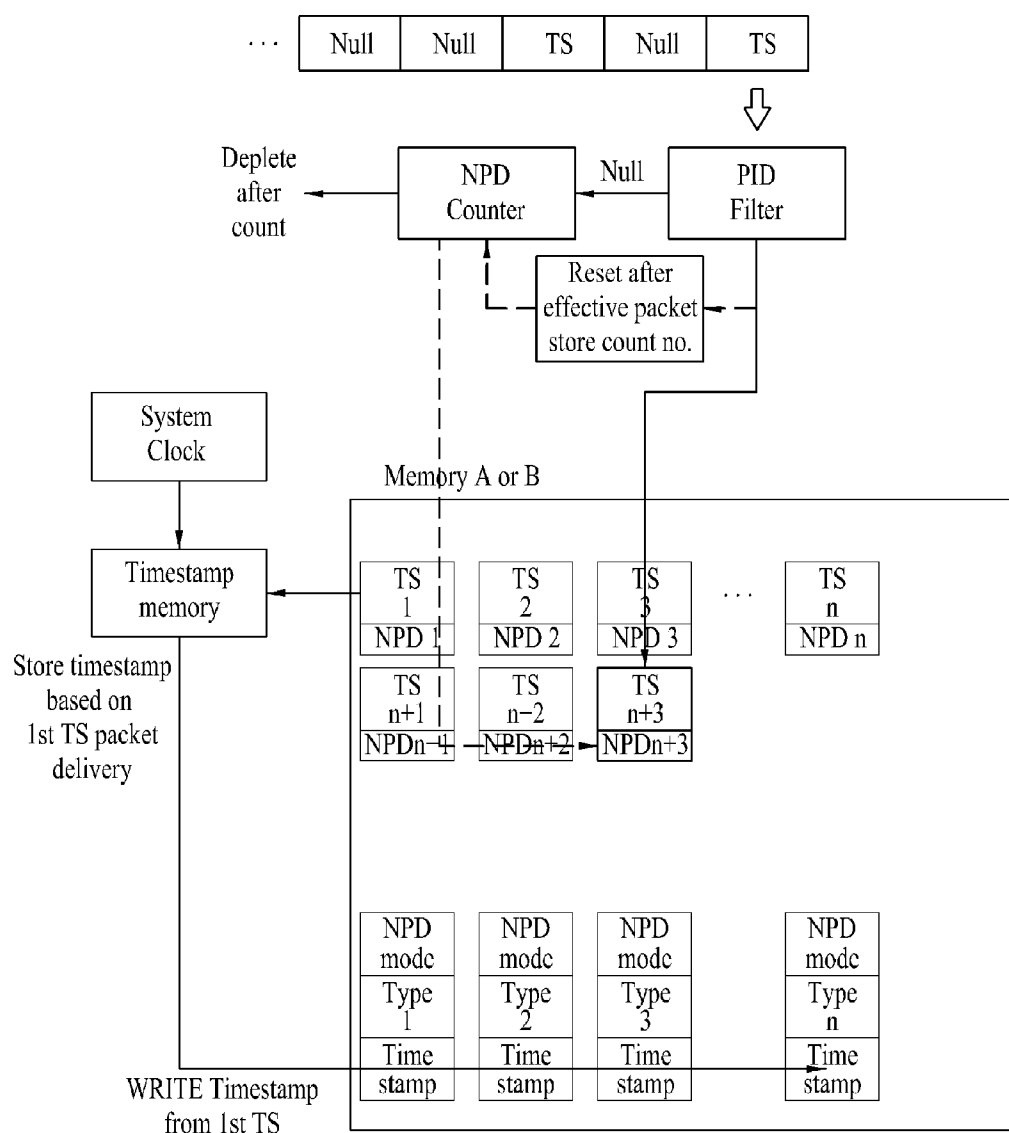 ... Null Null TS Null TS
Deplete
after
count
NPD
Counter
Null
PID
Filter
Reset after
effective packet
store count no.
System
Clock
Memory A or B
Timestamp
memory
TS TS TS TS
1 2 3 ... n
NPD 1 NPD 2 NPD 3 NPD n
Store timestamp
based on
1st TS packet
delivery
TS TS TS
n+1 n−2 n+3
NPDn−1 NPDn+2 NPDn+3
NPD NPD NPD NPD
mode mode mode mode
Type Type Type Type
1 2 3 n
Time Time Time Time
stamp stamp stamp stamp
WRITE Timestamp
from 1st TS